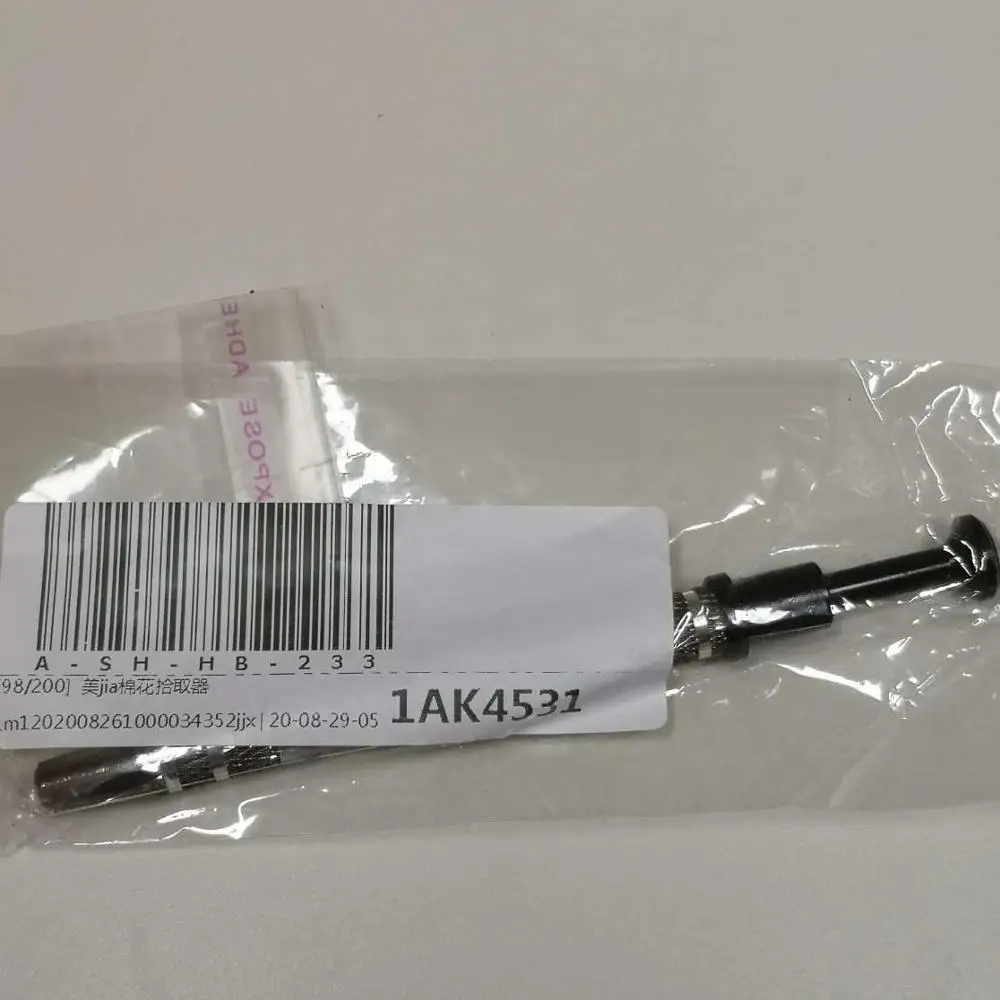 XPOSE ADHE
A-SH-HB-233
98/200] 美jia棉花拾取器
1m1202008261000034352jjx | 20-08-29-05 1AK4531